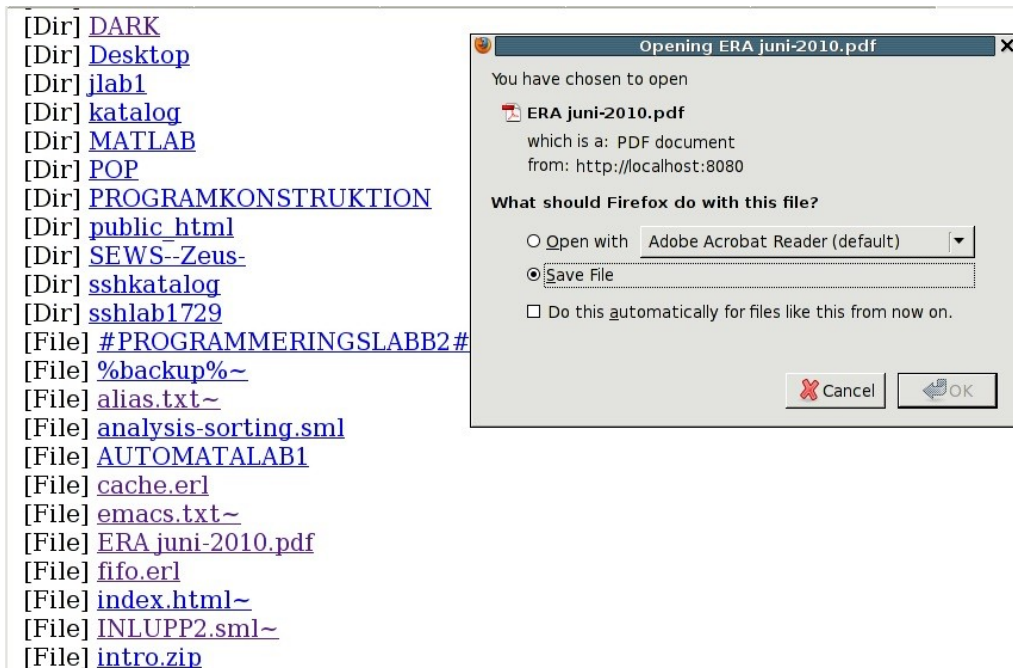 [Dir] DARK
[Dir] Desktop
[Dir] jlab1
[Dir] katalog
[Dir] MATLAB
[Dir] POP
[Dir] PROGRAMKONSTRUKTION
[Dir] public_html
[Dir] SEWS--Zeus-
[Dir] sshkatalog
[Dir] sshlab1729
[File] #PROGRAMMERINGSLABB2#
[File] %backup%~
[File] alias.txt~
[File] analysis-sorting.sml
[File] AUTOMATALAB1
[File] cache.erl
[File] emacs.txt~
[File] ERA juni-2010.pdf
[File] fifo.erl
[File] index.html~
[File] INLUPP2.sml~
[File] intro.zip
Opening ERA juni-2010.pdf
You have chosen to open
ERA juni-2010.pdf
which is a: PDF document
from: http://localhost:8080
What should Firefox do with this file?
Open with Adobe Acrobat Reader (default)
Save File
Do this automatically for files like this from now on.
Cancel OK